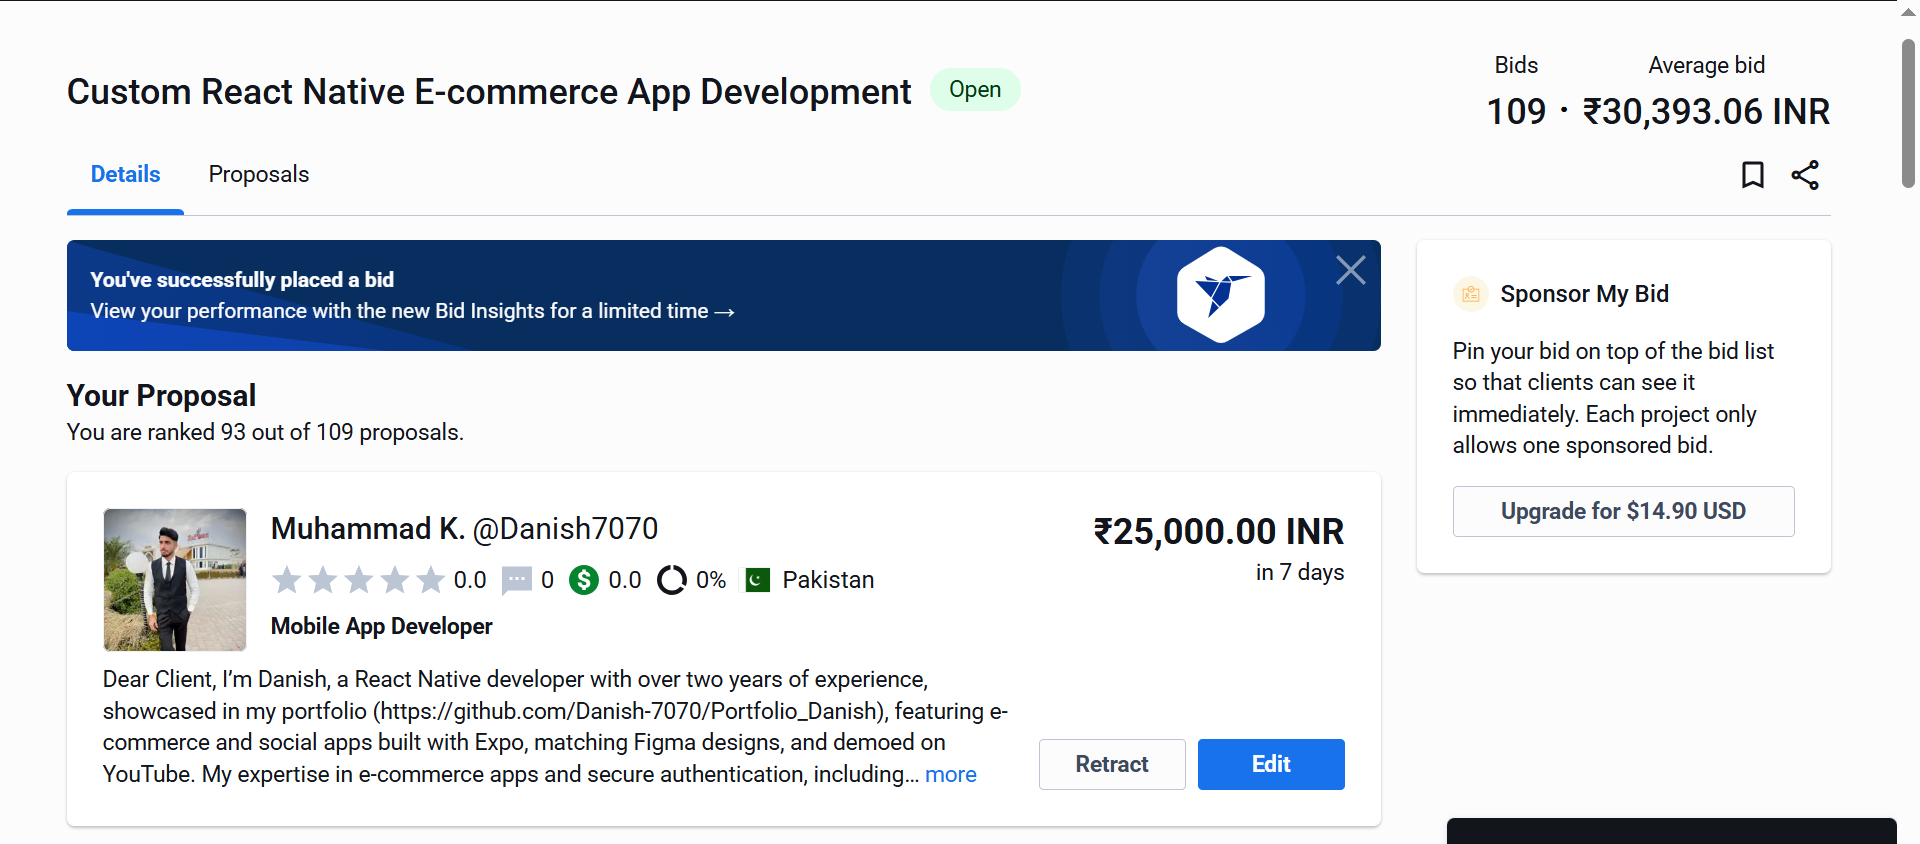 Custom React Native E-commerce App Development
Open
Bids
109
Average bid
· ₹30,393.06 INR
Details
Proposals
You've successfully placed a bid
View your performance with the new Bid Insights for a limited time →
Your Proposal
You are ranked 93 out of 109 proposals.
Muhammad K. @Danish7070
0.0 0 0.0 0% Pakistan
Mobile App Developer
₹25,000.00 INR
in 7 days
Dear Client, I’m Danish, a React Native developer with over two years of experience,
showcased in my portfolio (https://github.com/Danish-7070/Portfolio_Danish), featuring e-
commerce and social apps built with Expo, matching Figma designs, and demoed on
YouTube. My expertise in e-commerce apps and secure authentication, including... more
Retract
Edit
Sponsor My Bid
Pin your bid on top of the bid list
so that clients can see it
immediately. Each project only
allows one sponsored bid.
Upgrade for $14.90 USD